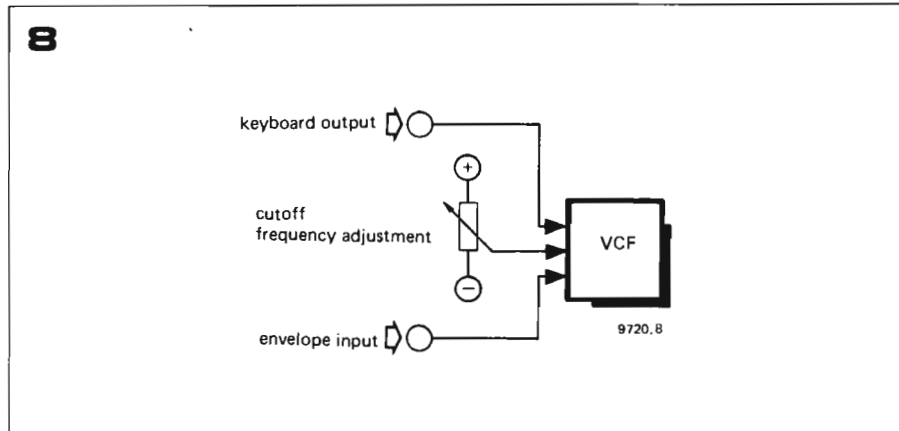 8
keyboard output
+
cutoff
frequency adjustment
VCF
−
9720.8
envelope input